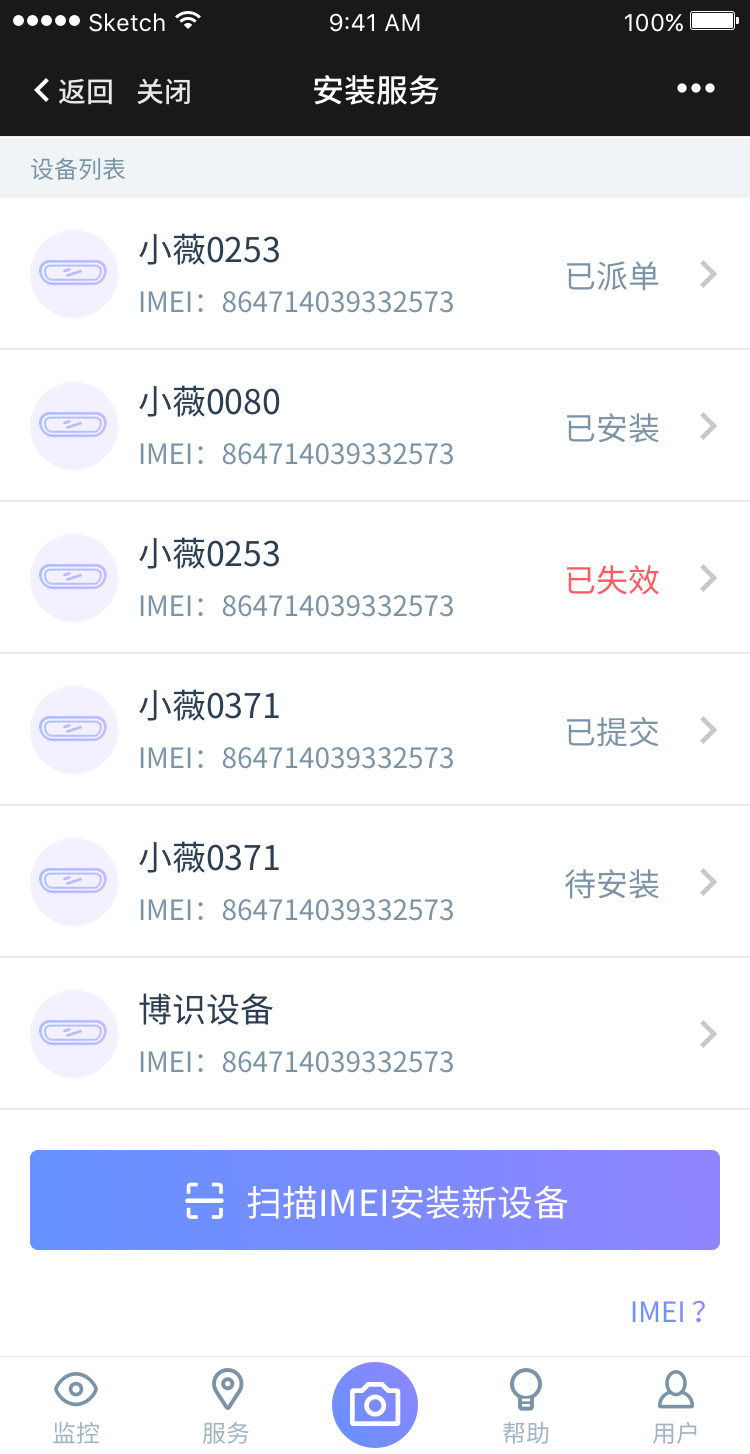 Sketch 9:41 AM 100%
返回 关闭 安装服务
设备列表
小薇0253
IMEI：864714039332573
已派单
小薇0080
IMEI：864714039332573
已安装
小薇0253
IMEI：864714039332573
已失效
小薇0371
IMEI：864714039332573
已提交
小薇0371
IMEI：864714039332573
待安装
博识设备
IMEI：864714039332573
扫描IMEI安装新设备
IMEI？
监控 服务 帮助 用户